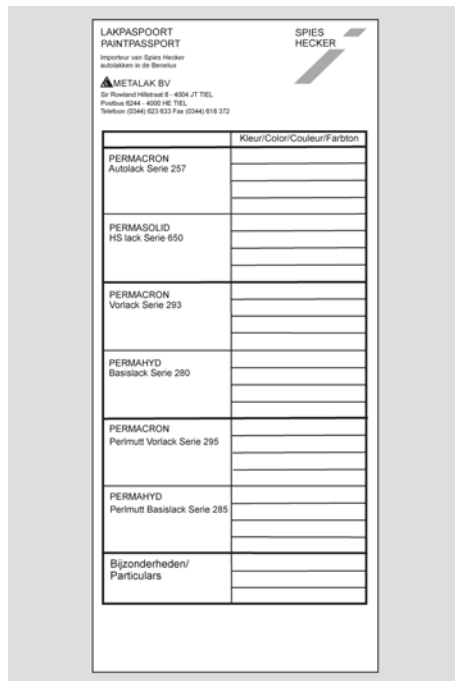 LAKPASPOORT
PAINTPASSPORT
SPIES
HECKER
Importeur van Spies Hecker
autolakken in de Benelux
METALAK BV
Sir Rowland Hillstraat 8 - 4004 JT TIEL
Postbus 6244 - 4000 HE TIEL
Telefoon (0344) 623 633 Fax (0344) 618 372
Kleur/Color/Couleur/Farbton
PERMACRON
Autolack Serie 257
PERMASOLID
HS lack Serie 650
PERMACRON
Vorlack Serie 293
PERMAHYD
Basislack Serie 280
PERMACRON
Perlmutt Vorlack Serie 295
PERMAHYD
Perlmutt Basislack Serie 285
Bijzonderheden/
Particulars